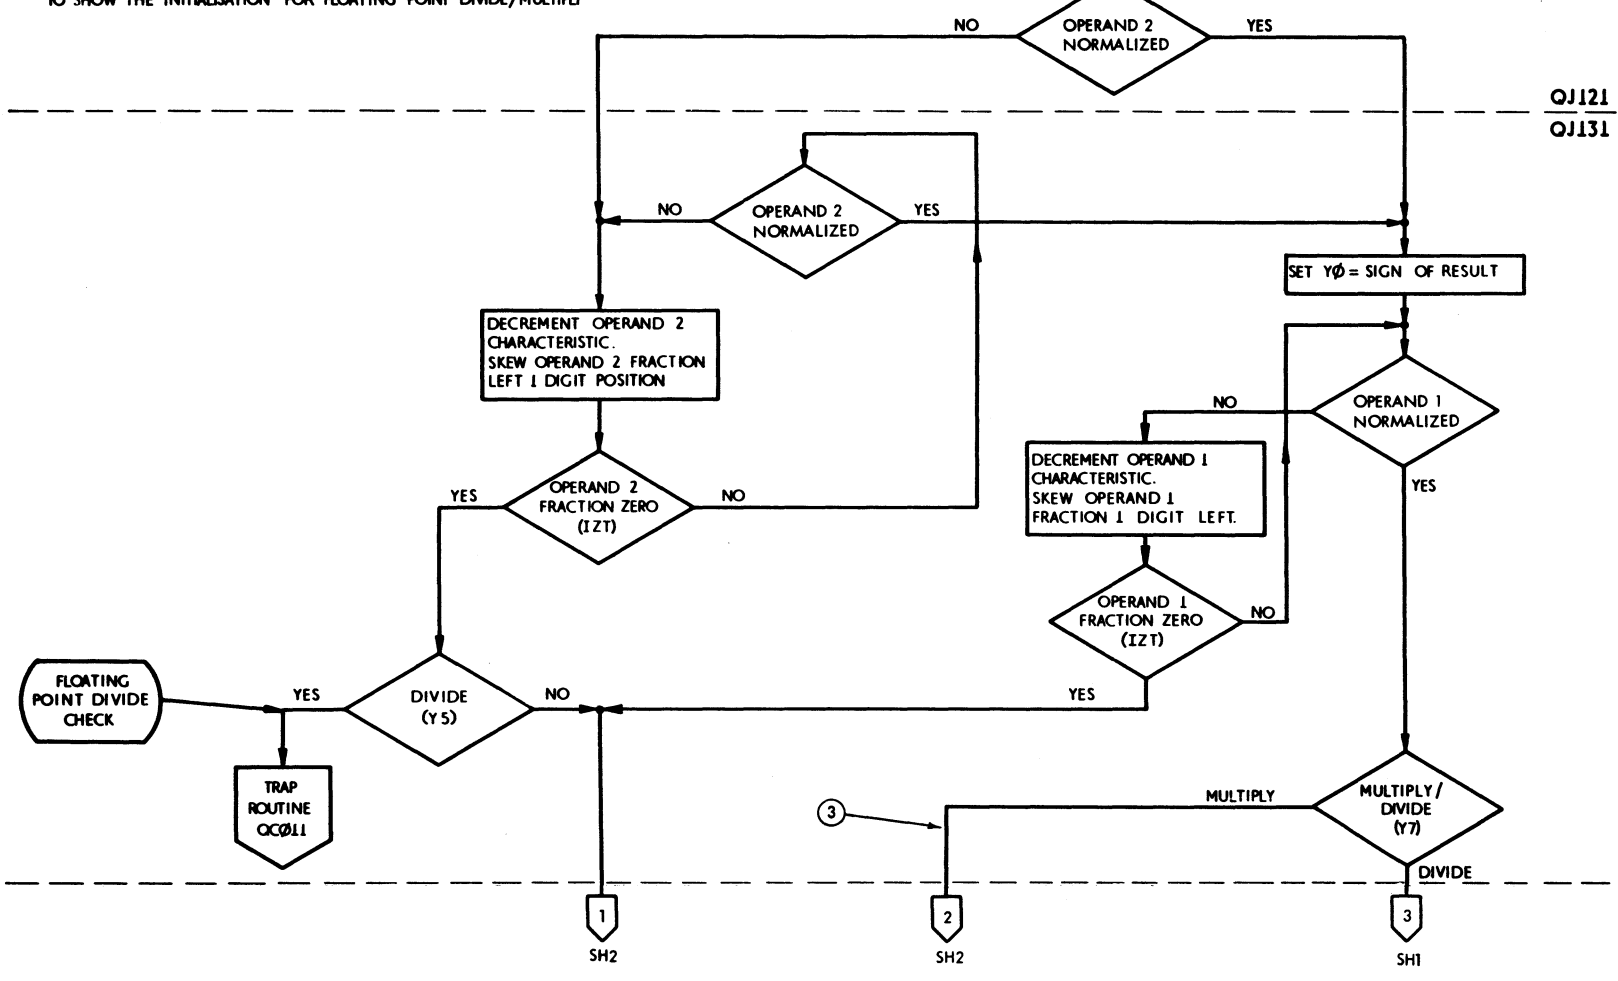 TO SHOW THE INITIALISATION FOR FLOATING POINT DIVIDE/MULTIPLY
OPERAND 2
NORMALIZED
NO
YES
QJ121
QJ131
OPERAND 2
NORMALIZED
NO
YES
SET YØ = SIGN OF RESULT
DECREMENT OPERAND 2
CHARACTERISTIC.
SKEW OPERAND 2 FRACTION
LEFT 1 DIGIT POSITION
OPERAND 1
NORMALIZED
NO
YES
DECREMENT OPERAND 1
CHARACTERISTIC.
SKEW OPERAND 1
FRACTION 1 DIGIT LEFT.
OPERAND 2
FRACTION ZERO
(IZT)
YES
NO
OPERAND 1
FRACTION ZERO
(IZT)
NO
YES
FLOATING
POINT DIVIDE
CHECK
YES
DIVIDE
(Y5)
NO
TRAP
ROUTINE
QCØ11
3
MULTIPLY
MULTIPLY/
DIVIDE
(Y7)
DIVIDE
1
2
3
SH2
SH2
SH1